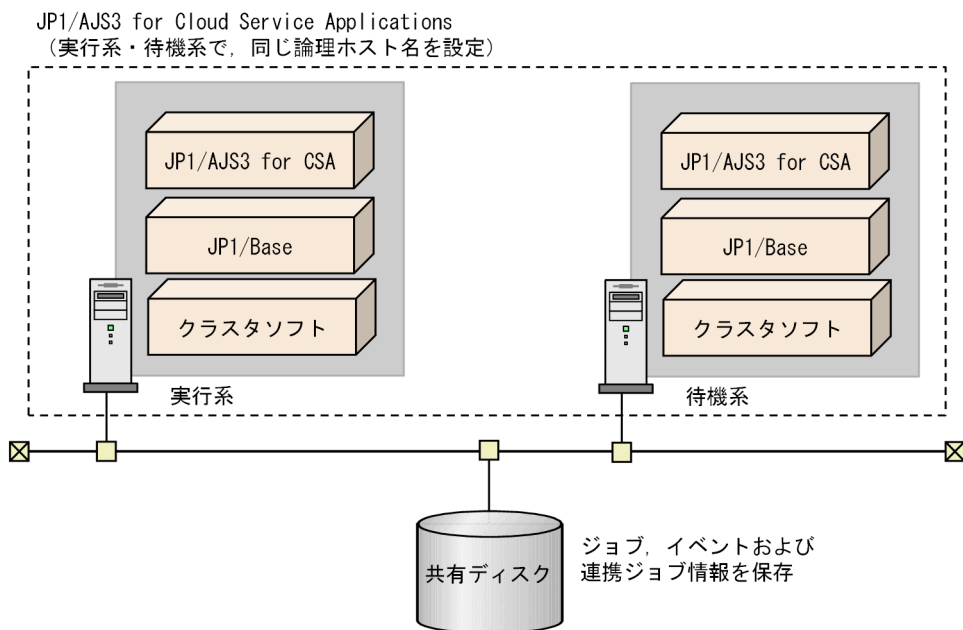 JP1/AJS3 for Cloud Service Applications
（実行系・待機系で，同じ論理ホスト名を設定）
JP1/AJS3 for CSA
JP1/Base
クラスタソフト
実行系
JP1/AJS3 for CSA
JP1/Base
クラスタソフト
待機系
共有ディスク
ジョブ，イベントおよび
連携ジョブ情報を保存